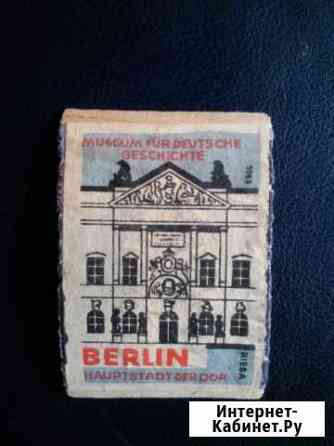 MUSEUM FÜR DEUTSCHE
GESCHICHTE
BERLIN
HAUPTSTADT DER DDR
RIESA
Интернет-
Кабинет.Ру